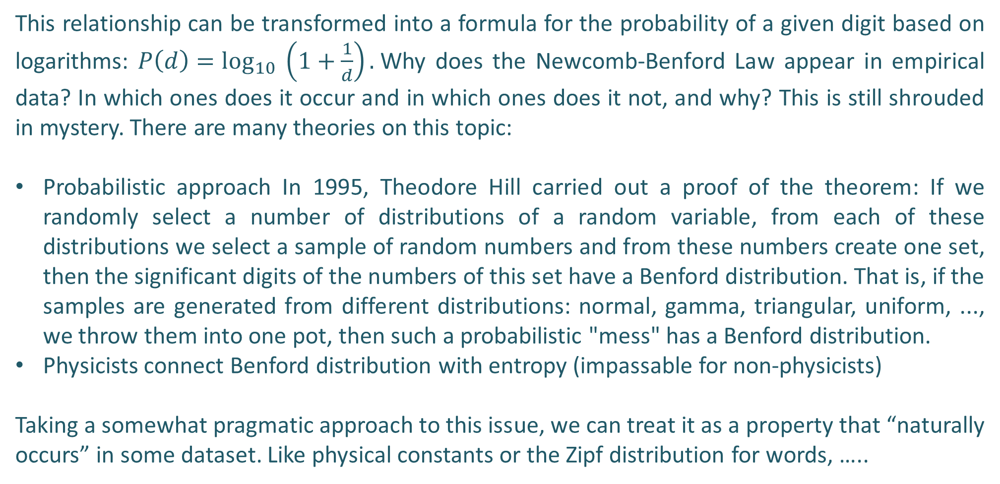 This relationship can be transformed into a formula for the probability of a given digit based on
logarithms: P(d) = log₁₀ (1 + 1/d). Why does the Newcomb-Benford Law appear in empirical
data? In which ones does it occur and in which ones does it not, and why? This is still shrouded
in mystery. There are many theories on this topic:
• Probabilistic approach In 1995, Theodore Hill carried out a proof of the theorem: If we
randomly select a number of distributions of a random variable, from each of these
distributions we select a sample of random numbers and from these numbers create one set,
then the significant digits of the numbers of this set have a Benford distribution. That is, if the
samples are generated from different distributions: normal, gamma, triangular, uniform, ...,
we throw them into one pot, then such a probabilistic "mess" has a Benford distribution.
• Physicists connect Benford distribution with entropy (impassable for non-physicists)
Taking a somewhat pragmatic approach to this issue, we can treat it as a property that “naturally
occurs” in some dataset. Like physical constants or the Zipf distribution for words, .....